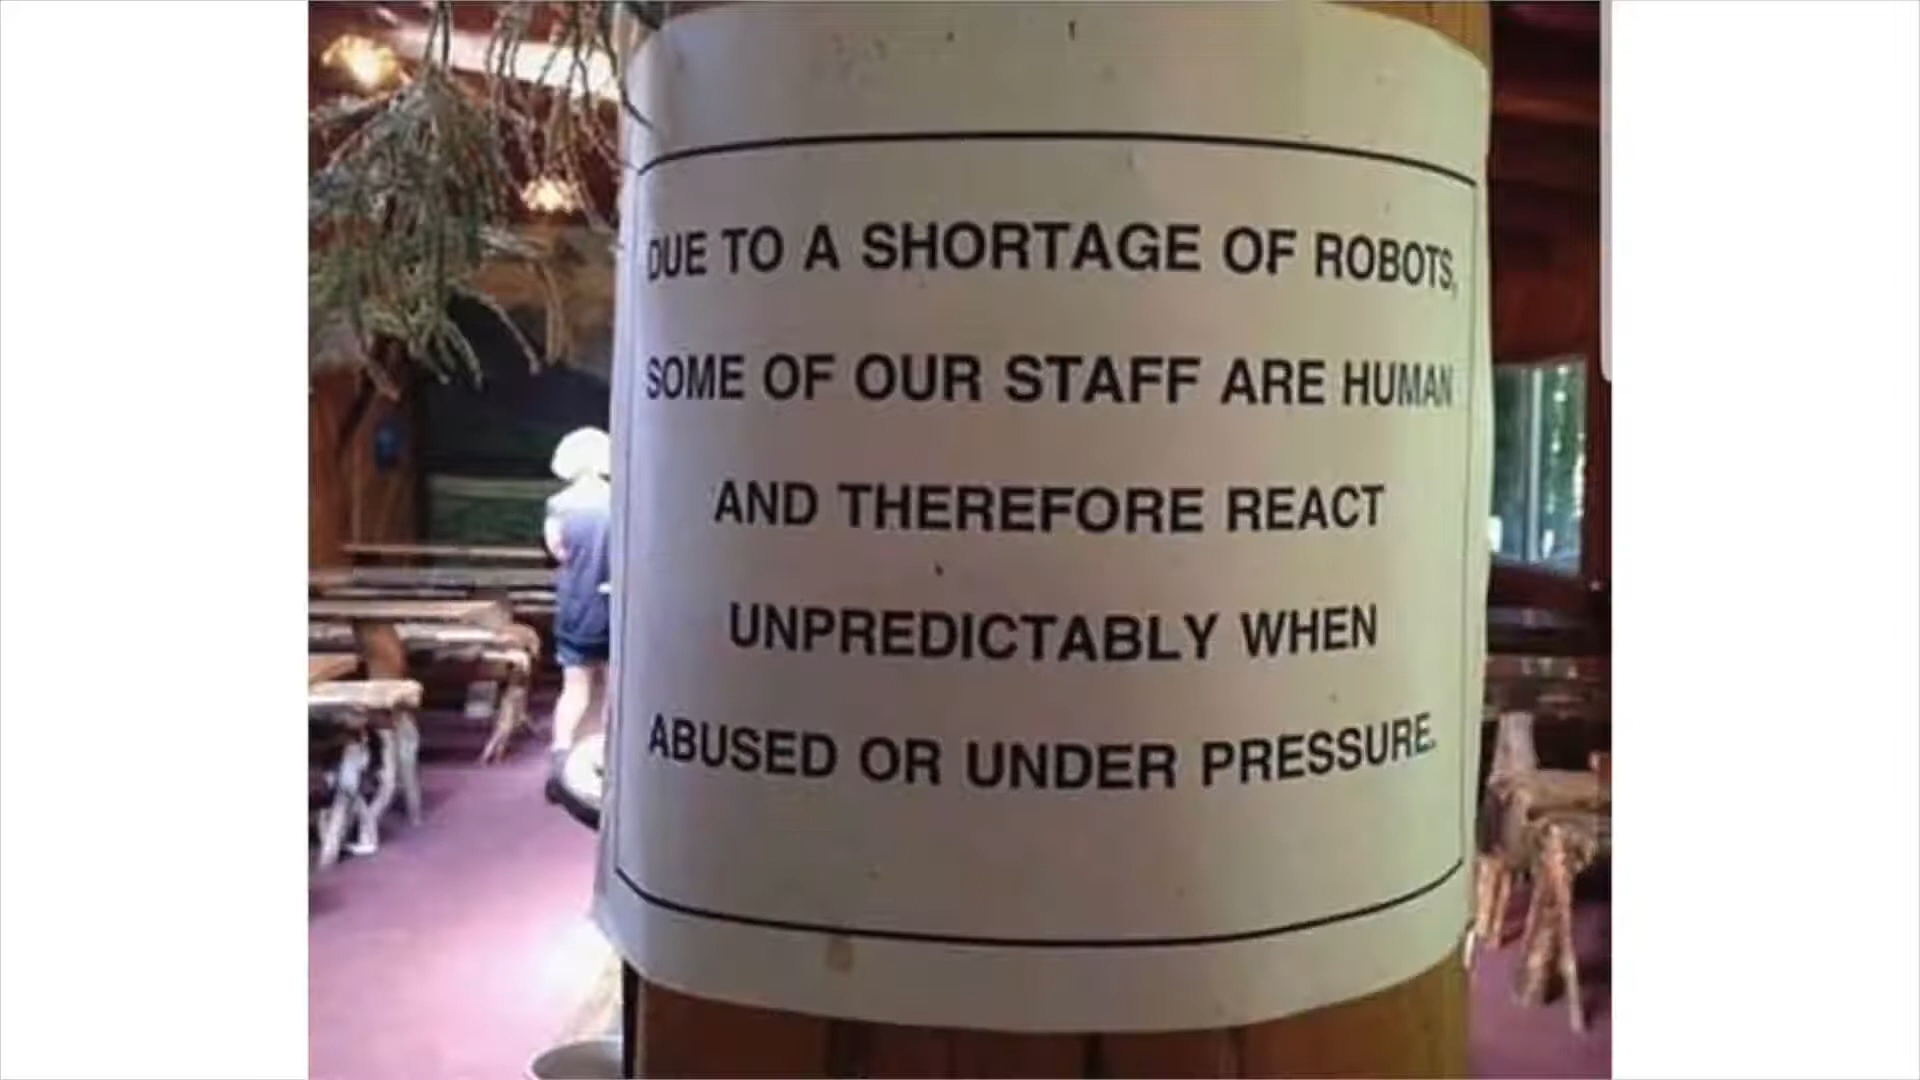 DUE TO A SHORTAGE OF ROBOTS,
SOME OF OUR STAFF ARE HUMAN
AND THEREFORE REACT
UNPREDICTABLY WHEN
ABUSED OR UNDER PRESSURE.